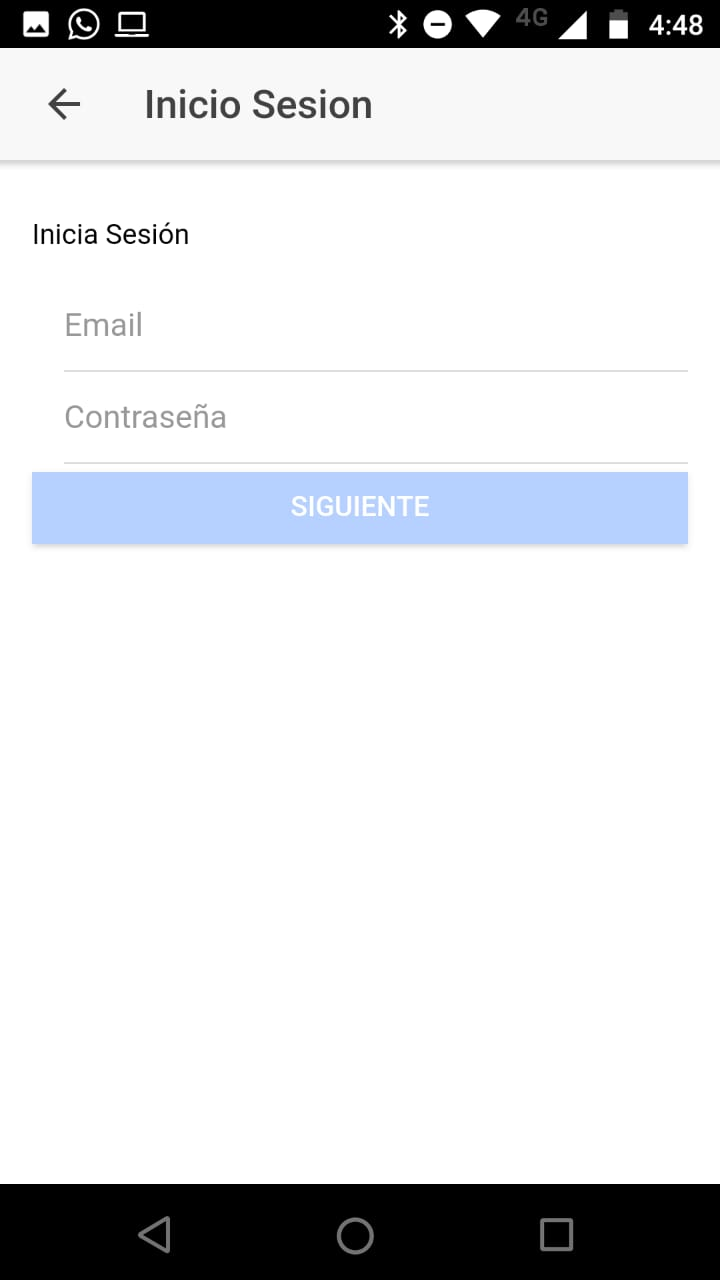 4G 4:48
Inicio Sesion
Inicia Sesión
Email
Contraseña
SIGUIENTE